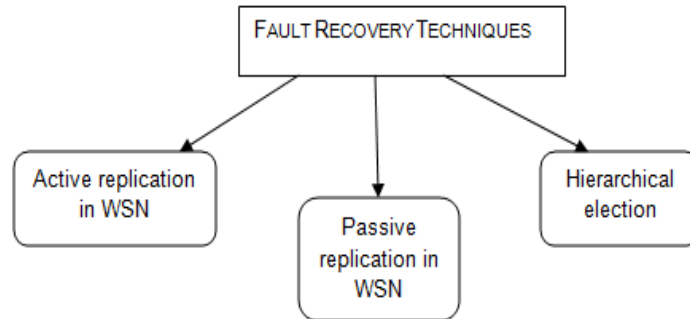 FAULT RECOVERY TECHNIQUES
Active replication
in WSN
Passive
replication in
WSN
Hierarchical
election